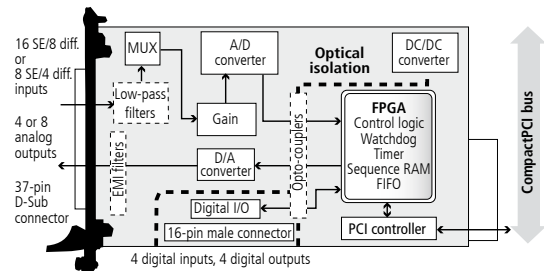 16 SE/8 diff.
or
8 SE/4 diff.
inputs
4 or 8
analog
outputs
37-pin
D-Sub
connector
MUX
A/D
converter
Optical
isolation
DC/DC
converter
Low-pass
filters
Gain
Opto-couplers
FPGA
Control logic
Watchdog
Timer
Sequence RAM
FIFO
EMI filters
D/A
converter
Digital I/O
16-pin male connector
PCI controller
4 digital inputs, 4 digital outputs
CompactPCI bus